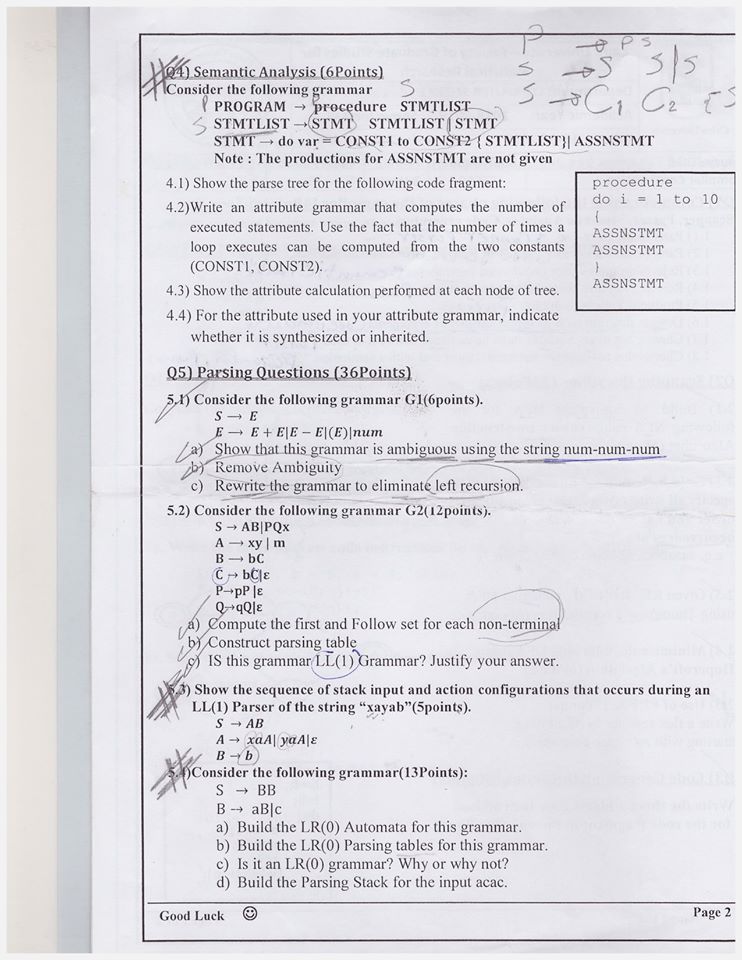 P → PS
S → S S|S
S → C1 C2 {S
Q4) Semantic Analysis (6Points)
Consider the following grammar
S
P
PROGRAM → procedure STMTLIST
S
STMTLIST → STMT STMTLIST | STMT
STMT → do var = CONST1 to CONST2 { STMTLIST}| ASSNSTMT
Note : The productions for ASSNSTMT are not given
4.1) Show the parse tree for the following code fragment:
4.2)Write an attribute grammar that computes the number of
executed statements. Use the fact that the number of times a
loop executes can be computed from the two constants
(CONST1, CONST2).
4.3) Show the attribute calculation performed at each node of tree.
4.4) For the attribute used in your attribute grammar, indicate
whether it is synthesized or inherited.
procedure
do i = 1 to 10
{
ASSNSTMT
ASSNSTMT
}
ASSNSTMT
Q5) Parsing Questions (36Points)
5.1) Consider the following grammar G1(6points).
S → E
E → E + E|E − E|(E)|num
a) Show that this grammar is ambiguous using the string num-num-num
b) Remove Ambiguity
c) Rewrite the grammar to eliminate left recursion.
5.2) Consider the following grammar G2(12points).
S → AB|PQx
A → xy | m
B → bC
C → bC|ε
P→pP |ε
Q→qQ|ε
a) Compute the first and Follow set for each non-terminal
b) Construct parsing table
c) IS this grammar LL(1) Grammar? Justify your answer.
5.3) Show the sequence of stack input and action configurations that occurs during an
LL(1) Parser of the string “xayab”(5points).
S → AB
A → xaA| yaA|ε
B → b
5.4)Consider the following grammar(13Points):
S → BB
B → aB|c
a) Build the LR(0) Automata for this grammar.
b) Build the LR(0) Parsing tables for this grammar.
c) Is it an LR(0) grammar? Why or why not?
d) Build the Parsing Stack for the input acac.
Good Luck ☺
Page 2